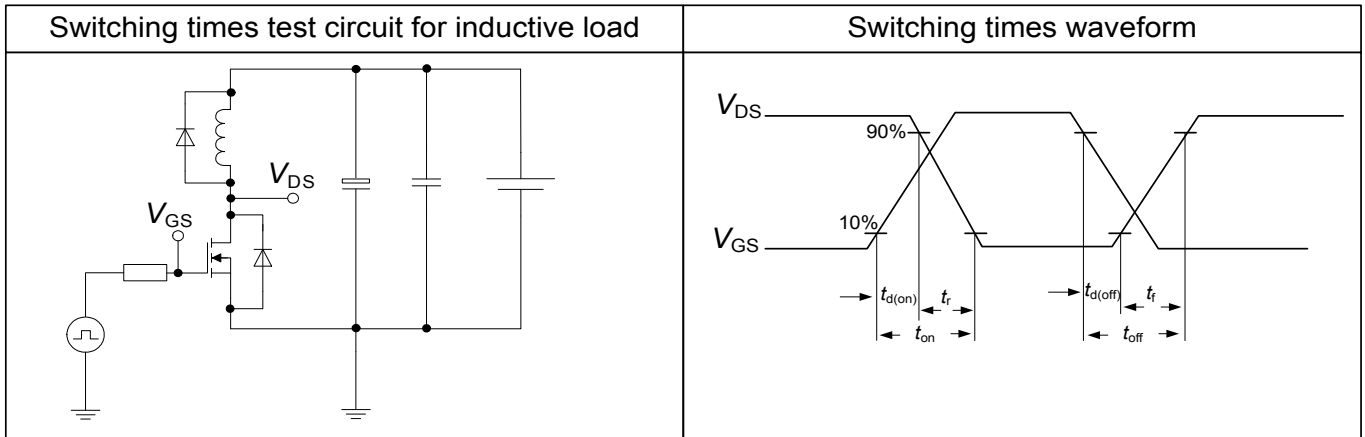 Switching times test circuit for inductive load
Switching times waveform
VDS
VGS
VDS
90%
10%
VGS
td(on)
tr
ton
td(off)
tf
toff